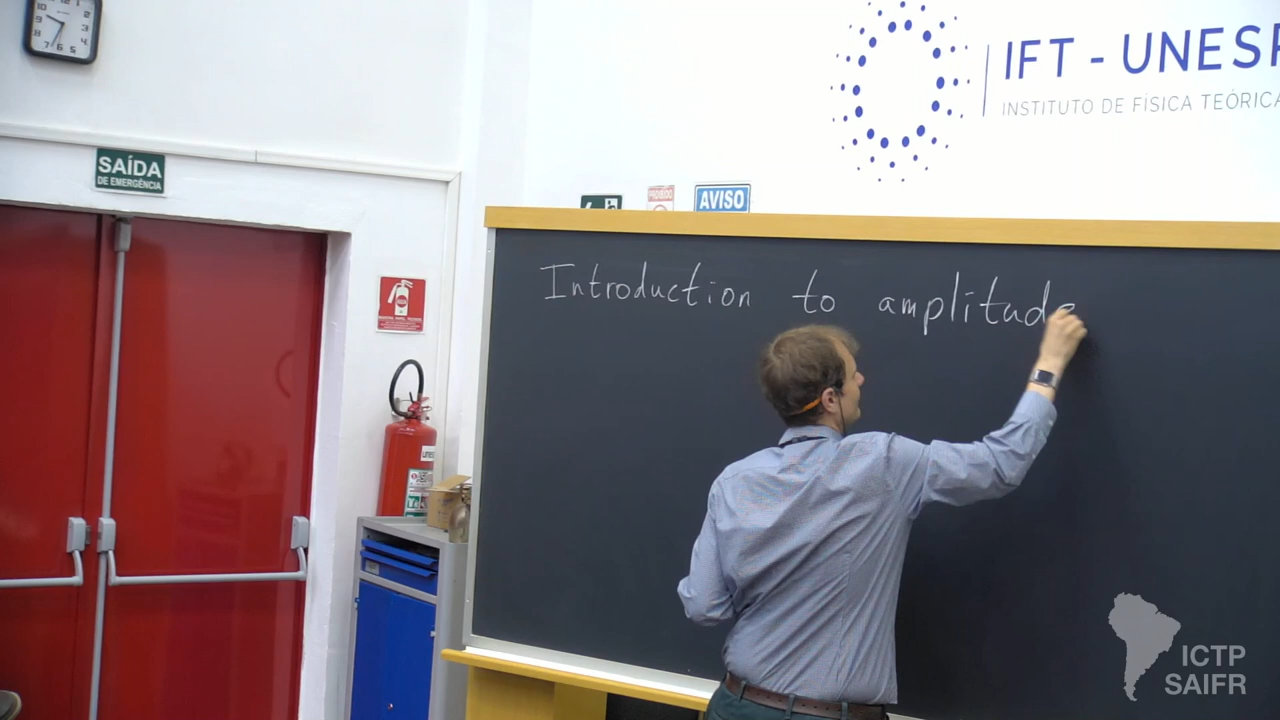 IFT - UNESP
INSTITUTO DE FÍSICA TEÓRICA
SAÍDA
DE EMERGÊNCIA
AVISO
Introduction to amplitude
ICTP
SAIFR